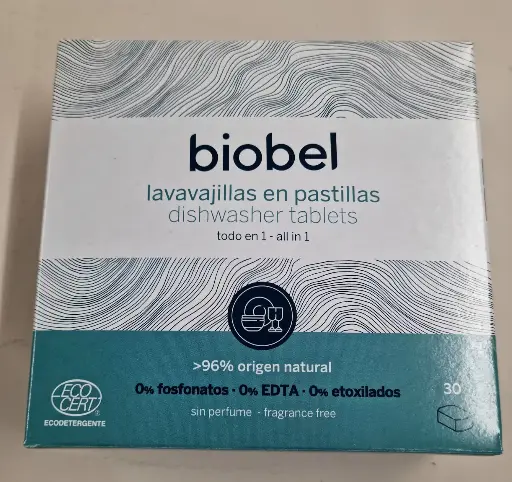 biobel
lavavajillas en pastillas
dishwasher tablets
todo en 1 - all in 1
>96% origen natural
0% fosfonatos · 0% EDTA · 0% etoxilados
sin perfume - fragrance free
ECO
CERT
®
ECODETERGENTE
30